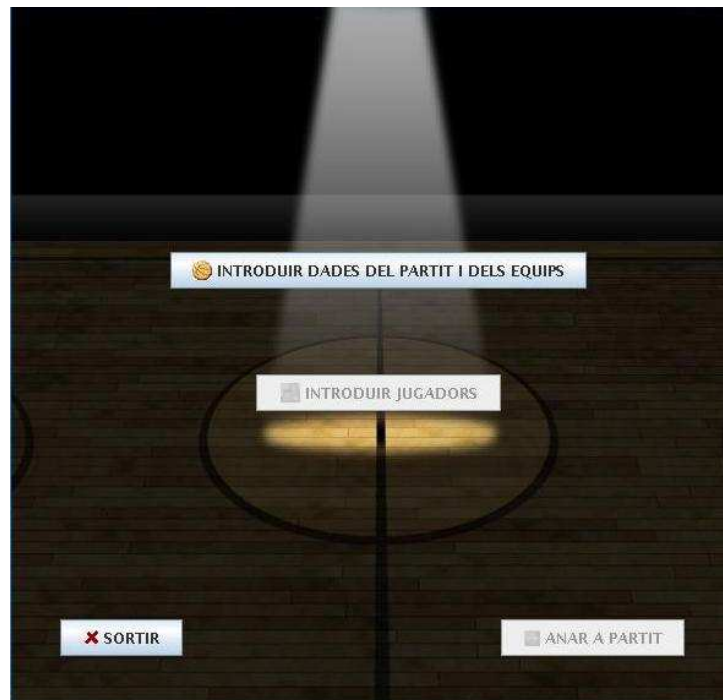 INTRODUIR DADES DEL PARTIT I DELS EQUIPS
INTRODUIR JUGADORS
SORTIR
ANAR A PARTIT